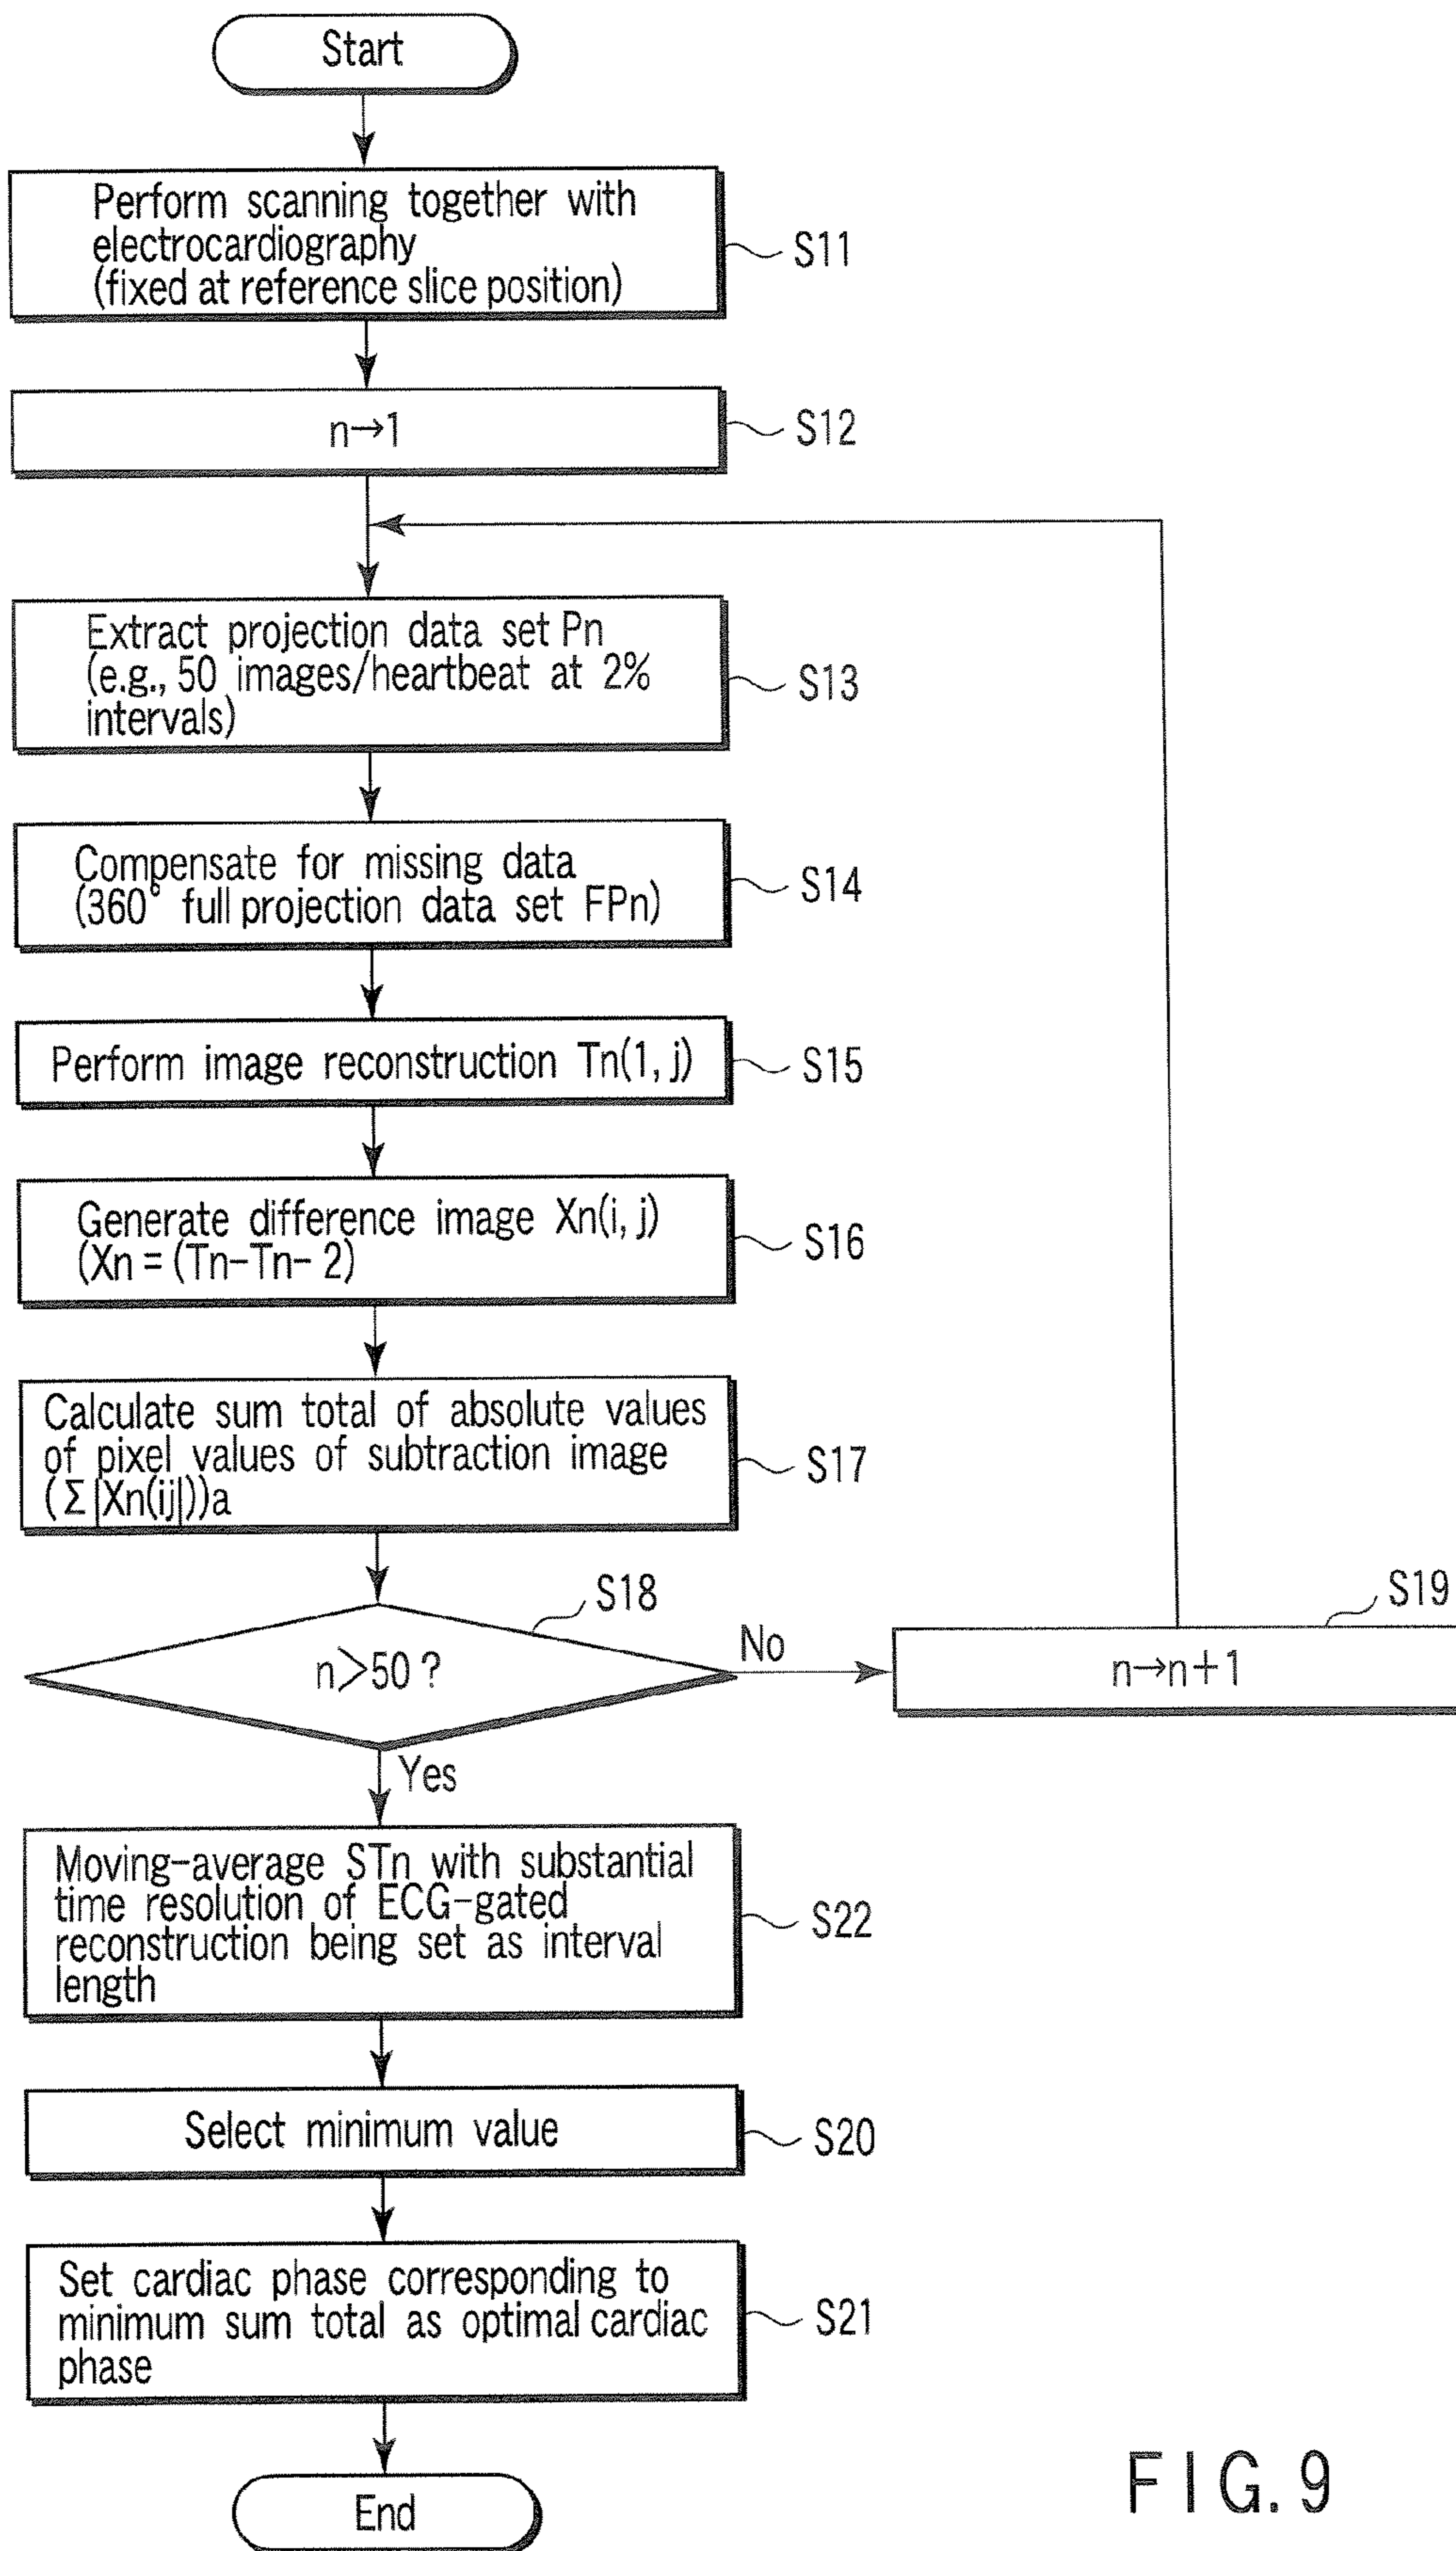 Start
Perform scanning together with
electrocardiography
(fixed at reference slice position)
S11
n→1
S12
Extract projection data set Pn
(e.g., 50 images/heartbeat at 2%
intervals)
S13
Compensate for missing data
(360° full projection data set FPn)
S14
Perform image reconstruction Tn(1, j)
S15
Generate difference image Xn(i, j)
(Xn = (Tn-Tn- 2)
S16
Calculate sum total of absolute values
of pixel values of subtraction image
(Σ|Xn(ij|))a
S17
S18
n>50 ?
No
S19
n→n+1
Yes
Moving-average STn with substantial
time resolution of ECG-gated
reconstruction being set as interval
length
S22
Select minimum value
S20
Set cardiac phase corresponding to
minimum sum total as optimal cardiac
phase
S21
End
FIG. 9